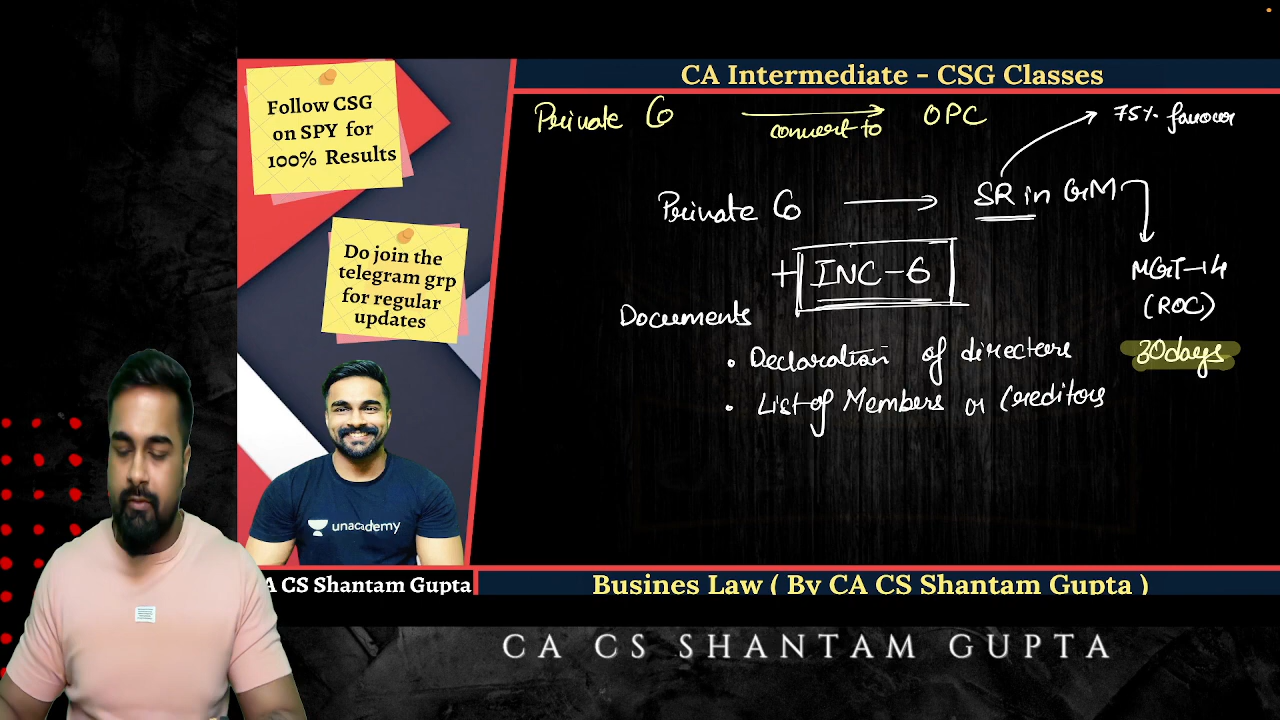 CA Intermediate - CSG Classes
Follow CSG
on SPY for
100% Results
Do join the
telegram grp
for regular
updates
unacademy
Private Co convert to OPC
75% favour
Private Co SR in GM
+ INC-6
MGT-14
(ROC)
30days
Documents
• Declaration of directors
• List of Members or Creditors
A CS Shantam Gupta
Busines Law ( By CA CS Shantam Gupta )
CA CS SHANTAM GUPTA